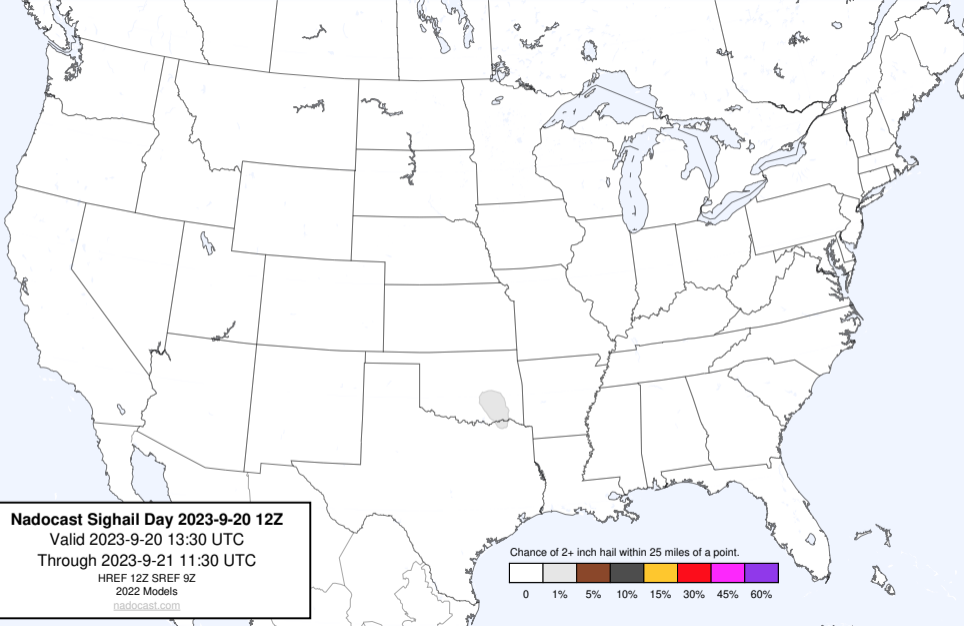 Nadocast Sighail Day 2023-9-20 12Z
Valid 2023-9-20 13:30 UTC
Through 2023-9-21 11:30 UTC
HREF 12Z SREF 9Z
2022 Models
nadocast.com
Chance of 2+ inch hail within 25 miles of a point.
0 1% 5% 10% 15% 30% 45% 60%